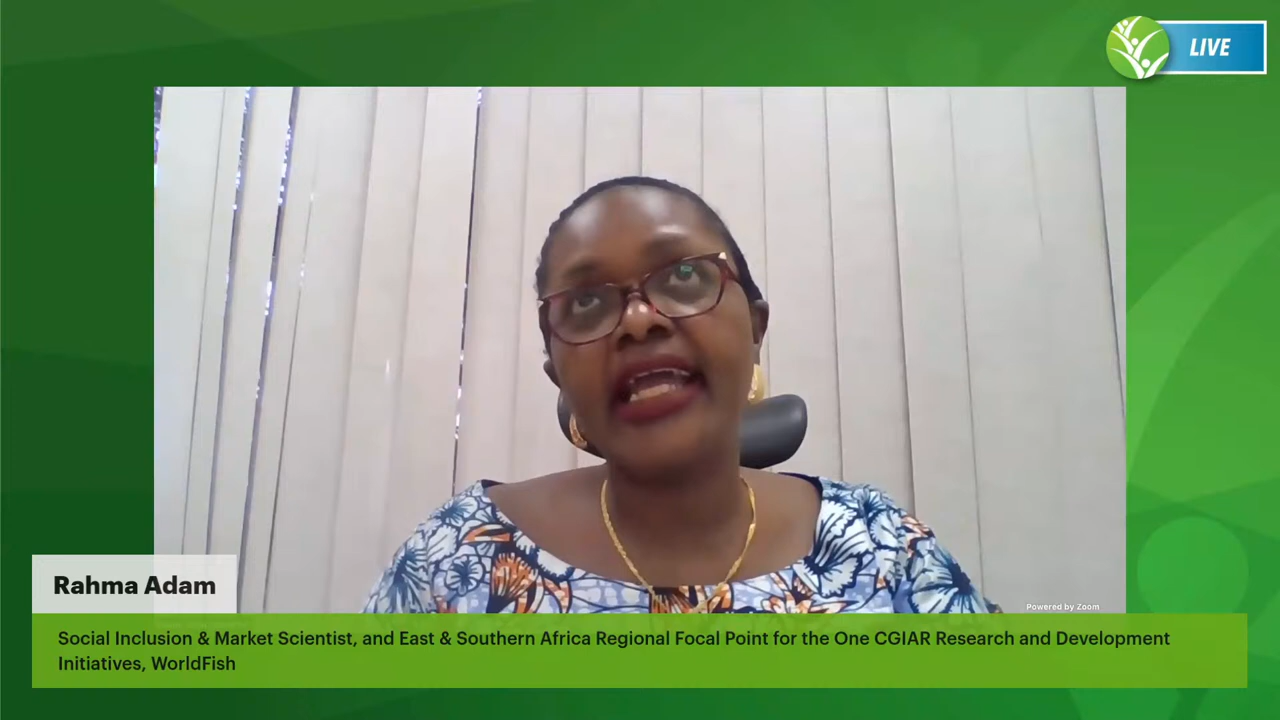 LIVE
Powered by Zoom
Rahma Adam
Social Inclusion & Market Scientist, and East & Southern Africa Regional Focal Point for the One CGIAR Research and Development
Initiatives, WorldFish